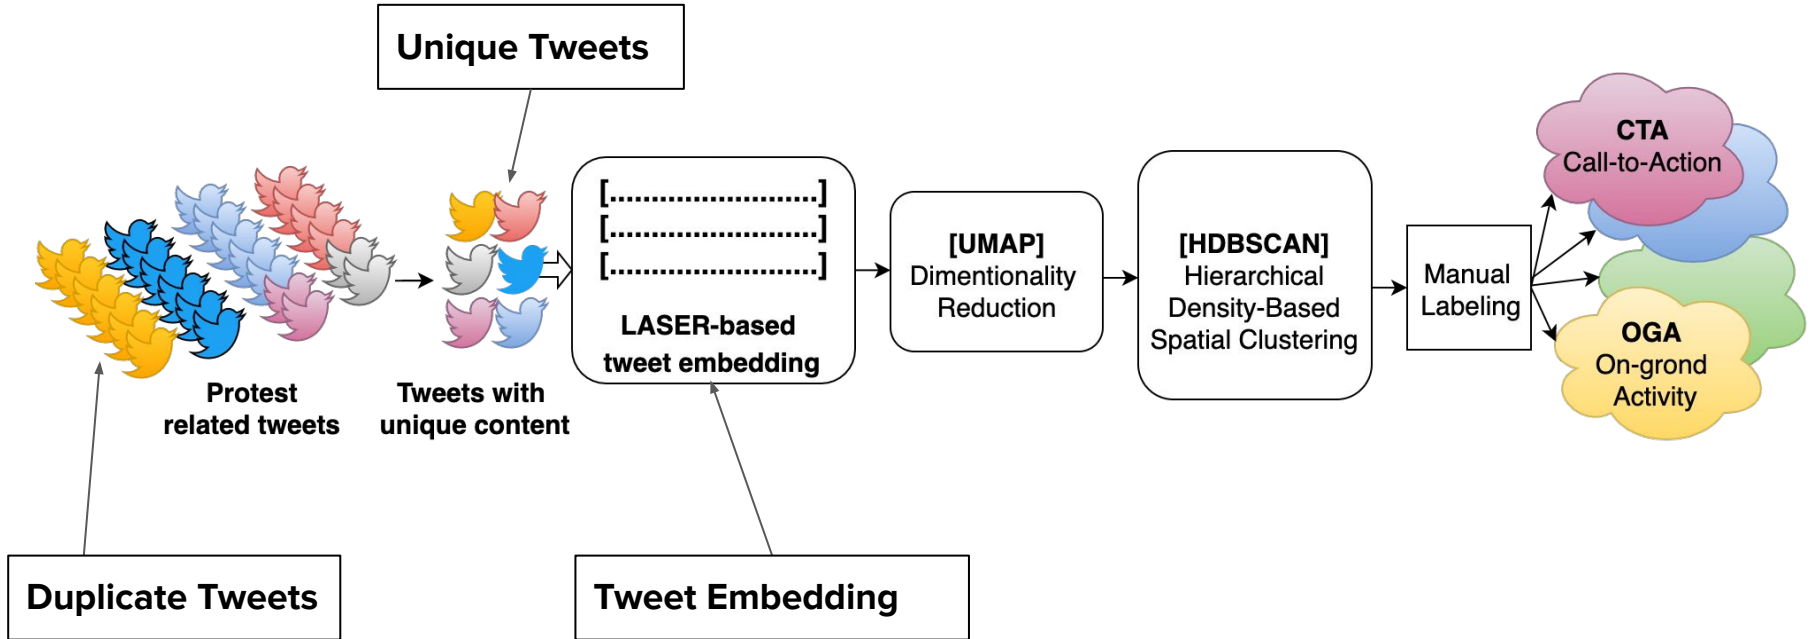 Unique Tweets
Protest
related tweets
Tweets with
unique content
[........................]
[........................]
[........................]
LASER-based
tweet embedding
[UMAP]
Dimentionality
Reduction
[HDBSCAN]
Hierarchical
Density-Based
Spatial Clustering
Manual
Labeling
CTA
Call-to-Action
OGA
On-grond
Activity
Duplicate Tweets
Tweet Embedding